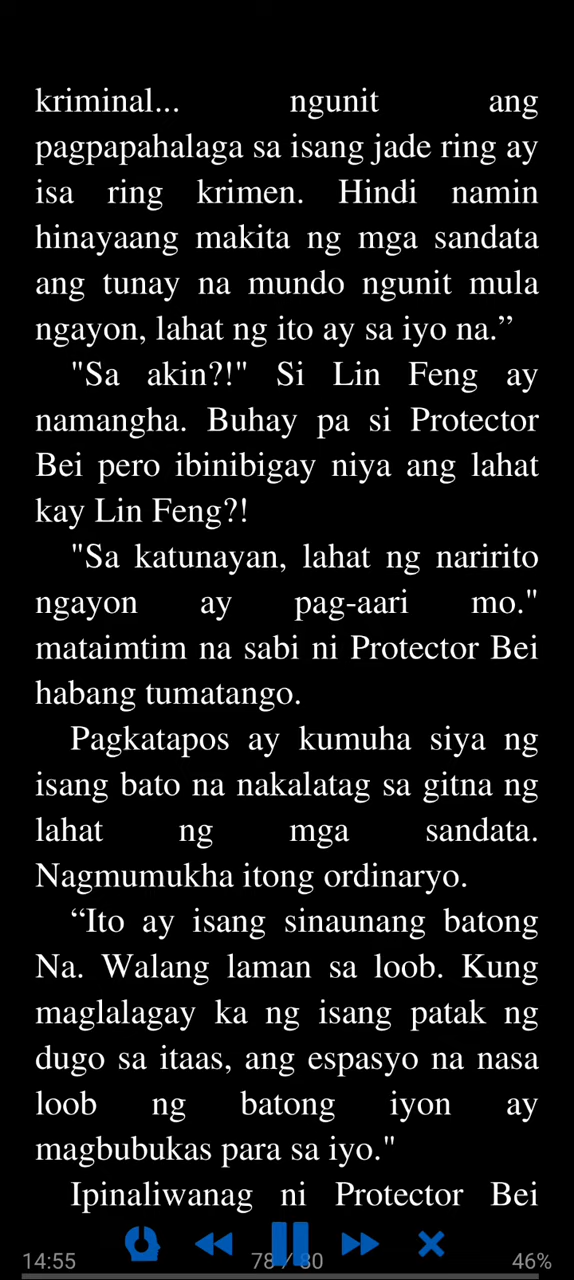 kriminal... ngunit ang
pagpapahalaga sa isang jade ring ay
isa ring krimen. Hindi namin
hinayaang makita ng mga sandata
ang tunay na mundo ngunit mula
ngayon, lahat ng ito ay sa iyo na.”
"Sa akin?!" Si Lin Feng ay
namangha. Buhay pa si Protector
Bei pero ibinibigay niya ang lahat
kay Lin Feng?!
"Sa katunayan, lahat ng naririto
ngayon ay pag-aari mo."
mataimtim na sabi ni Protector Bei
habang tumatango.
Pagkatapos ay kumuha siya ng
isang bato na nakalatag sa gitna ng
lahat ng mga sandata.
Nagmumukha itong ordinaryo.
“Ito ay isang sinaunang batong
Na. Walang laman sa loob. Kung
maglalagay ka ng isang patak ng
dugo sa itaas, ang espasyo na nasa
loob ng batong iyon ay
magbubukas para sa iyo."
Ipinaliwanag ni Protector Bei
14:55 78 / 80 46%